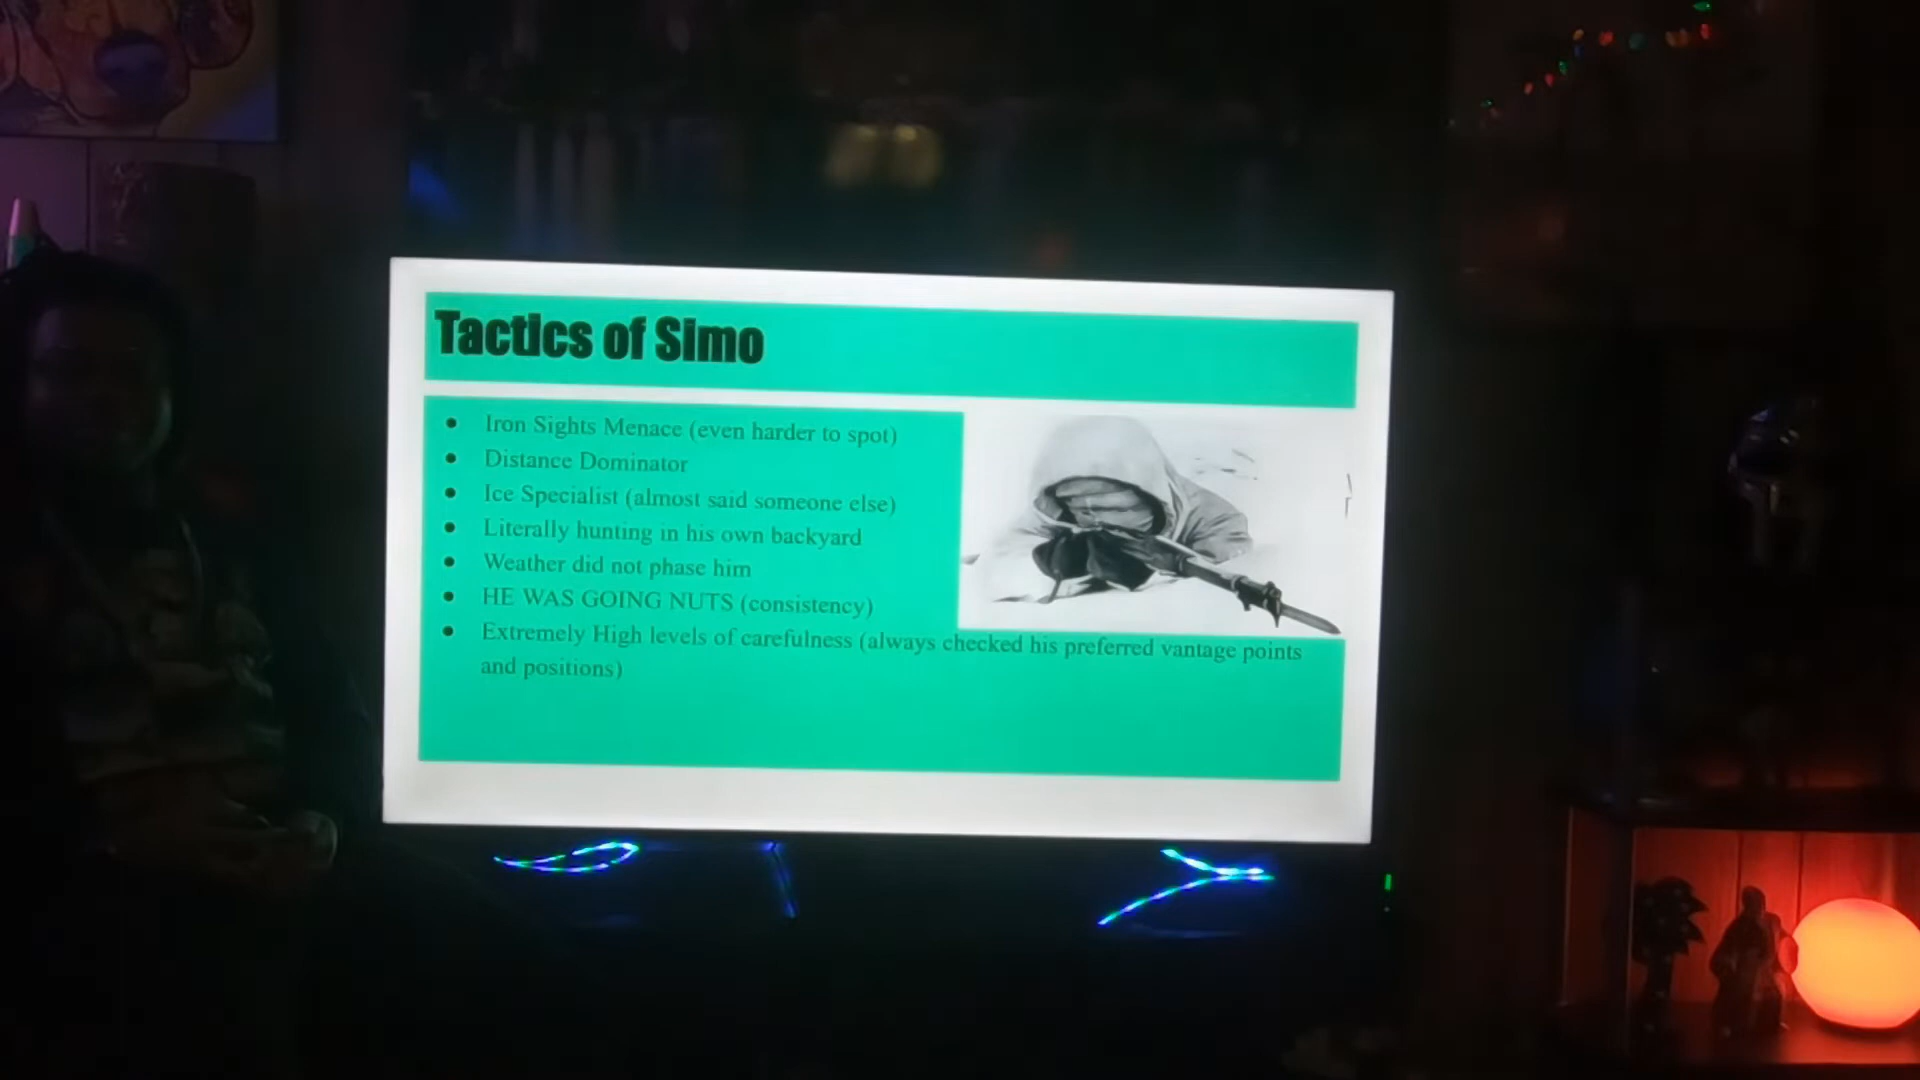 Tactics of Simo
Iron Sights Menace (even harder to spot)
Distance Dominator
Ice Specialist (almost said someone else)
Literally hunting in his own backyard
Weather did not phase him
HE WAS GOING NUTS (consistency)
Extremely High levels of carefulness (always checked his preferred vantage points
and positions)